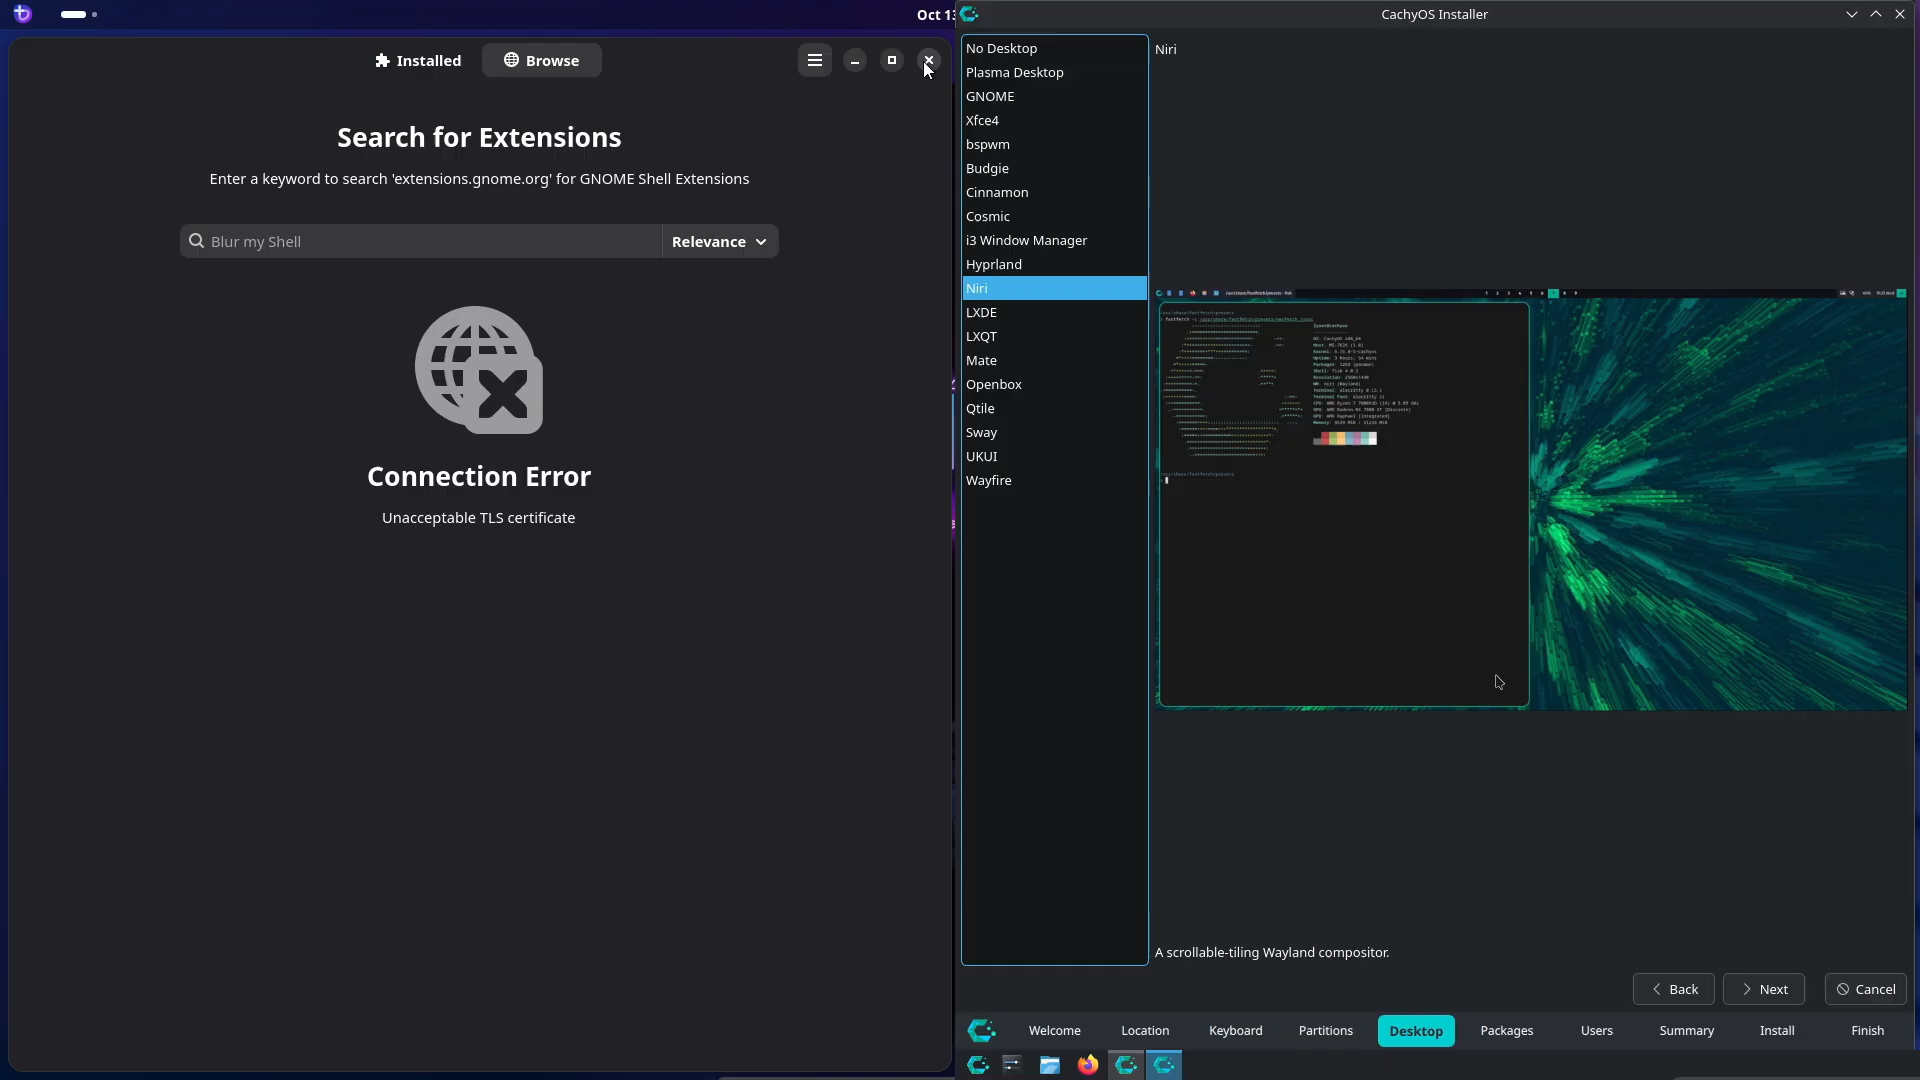 Oct 13
Installed
Browse
Search for Extensions
Enter a keyword to search 'extensions.gnome.org' for GNOME Shell Extensions
Blur my Shell
Relevance
Connection Error
Unacceptable TLS certificate
CachyOS Installer
No Desktop
Plasma Desktop
GNOME
Xfce4
bspwm
Budgie
Cinnamon
Cosmic
i3 Window Manager
Hyprland
Niri
LXDE
LXQT
Mate
Openbox
Qtile
Sway
UKUI
Wayfire
Niri
A scrollable-tiling Wayland compositor.
Back
Next
Cancel
Welcome
Location
Keyboard
Partitions
Desktop
Packages
Users
Summary
Install
Finish